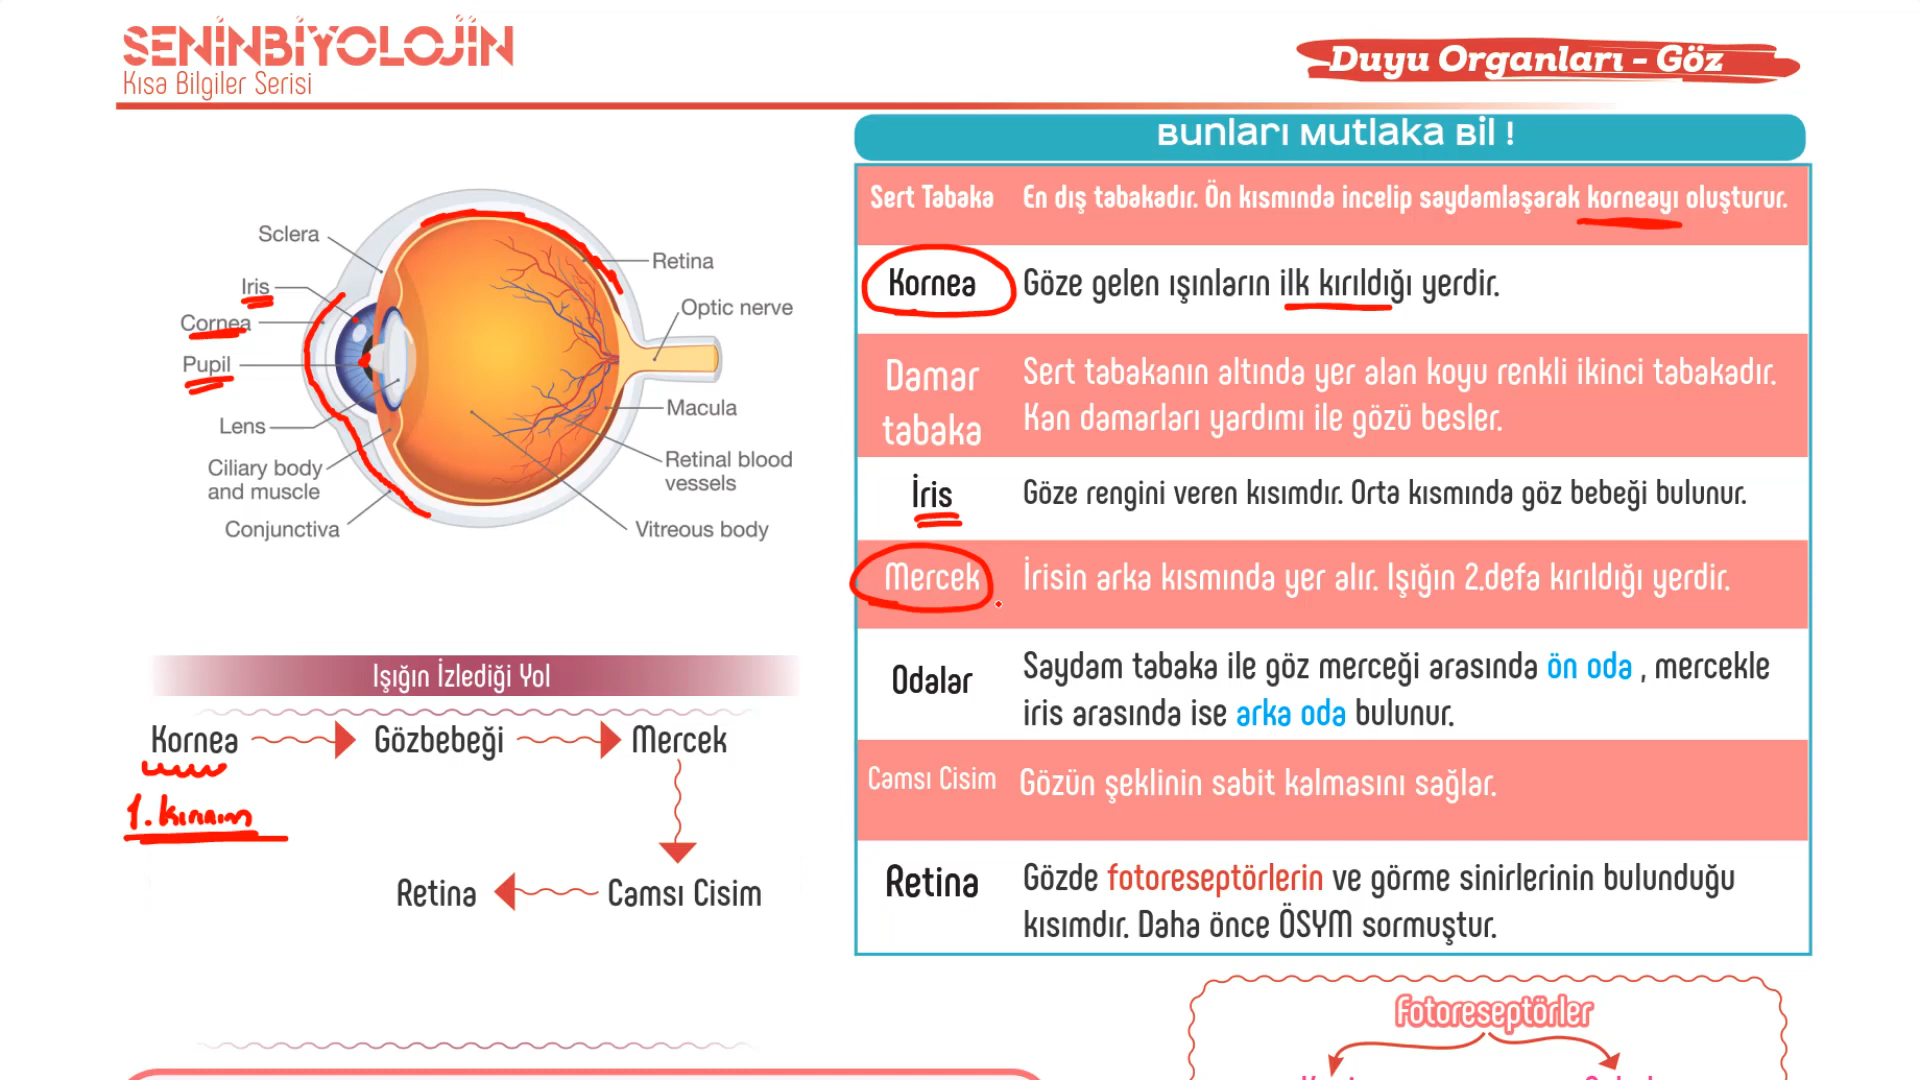 SENİNBİYOLOJİN
Kısa Bilgiler Serisi
Duyu Organları - Göz
Sclera
Iris
Cornea
Pupil
Lens
Ciliary body
and muscle
Conjunctiva
Retina
Optic nerve
Macula
Retinal blood
vessels
Vitreous body
Işığın İzlediği Yol
Kornea
Gözbebeği
Mercek
1. Kırılım
Retina
Camsı Cisim
Bunları Mutlaka Bil !
Sert Tabaka
En dış tabakadır. Ön kısmında incelip saydamlaşarak korneayı oluşturur.
Kornea
Göze gelen ışınların ilk kırıldığı yerdir.
Damar
tabaka
Sert tabakanın altında yer alan koyu renkli ikinci tabakadır.
Kan damarları yardımı ile gözü besler.
İris
Göze rengini veren kısımdır. Orta kısmında göz bebeği bulunur.
Mercek
İrisin arka kısmında yer alır. Işığın 2.defa kırıldığı yerdir.
Odalar
Saydam tabaka ile göz merceği arasında ön oda , mercekle
iris arasında ise arka oda bulunur.
Camsı Cisim
Gözün şeklinin sabit kalmasını sağlar.
Retina
Gözde fotoreseptörlerin ve görme sinirlerinin bulunduğu
kısımdır. Daha önce ÖSYM sormuştur.
Fotoreseptörler